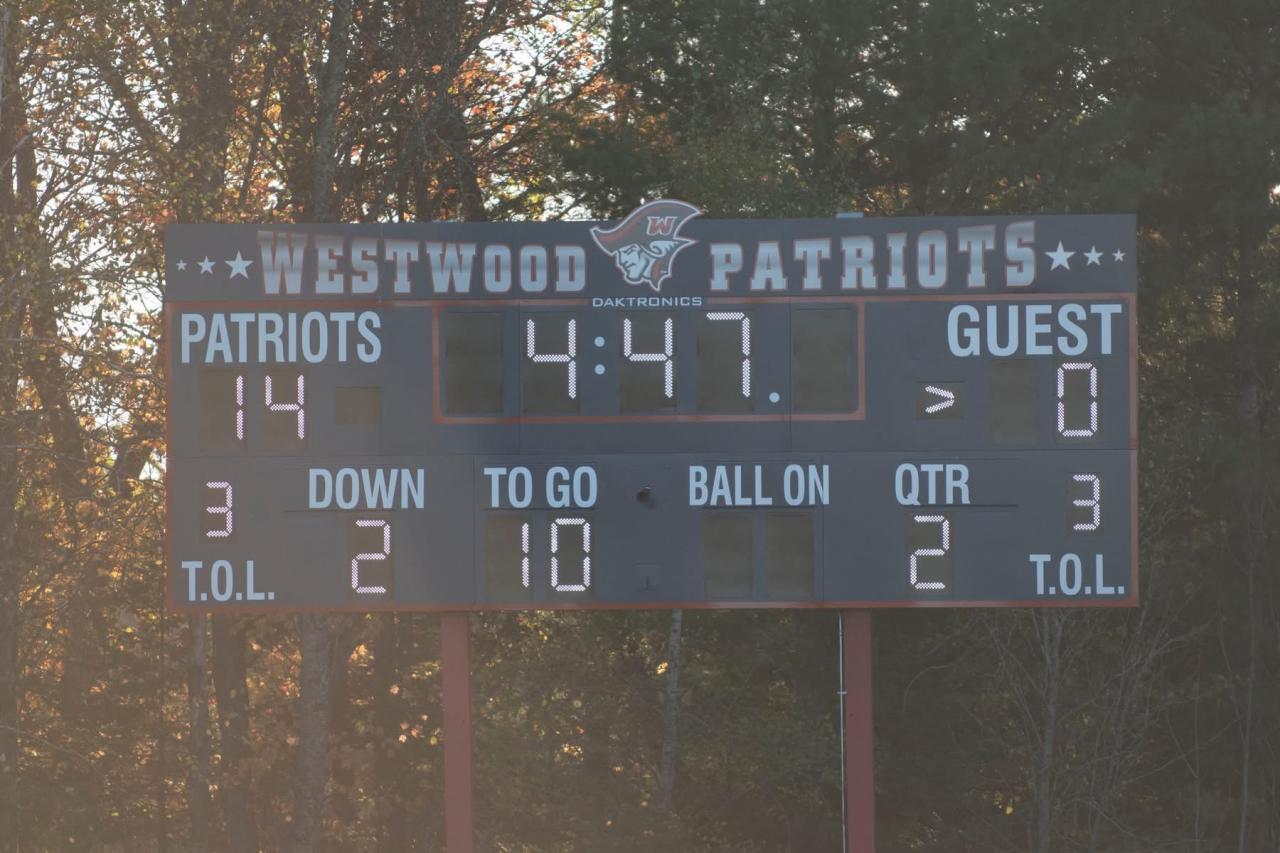 WESTWOOD W PATRIOTS
DAKTRONICS
PATRIOTS 4:47. GUEST
14 > 0
DOWN TO GO BALL ON QTR
3 2 10 2 3
T.O.L. T.O.L.